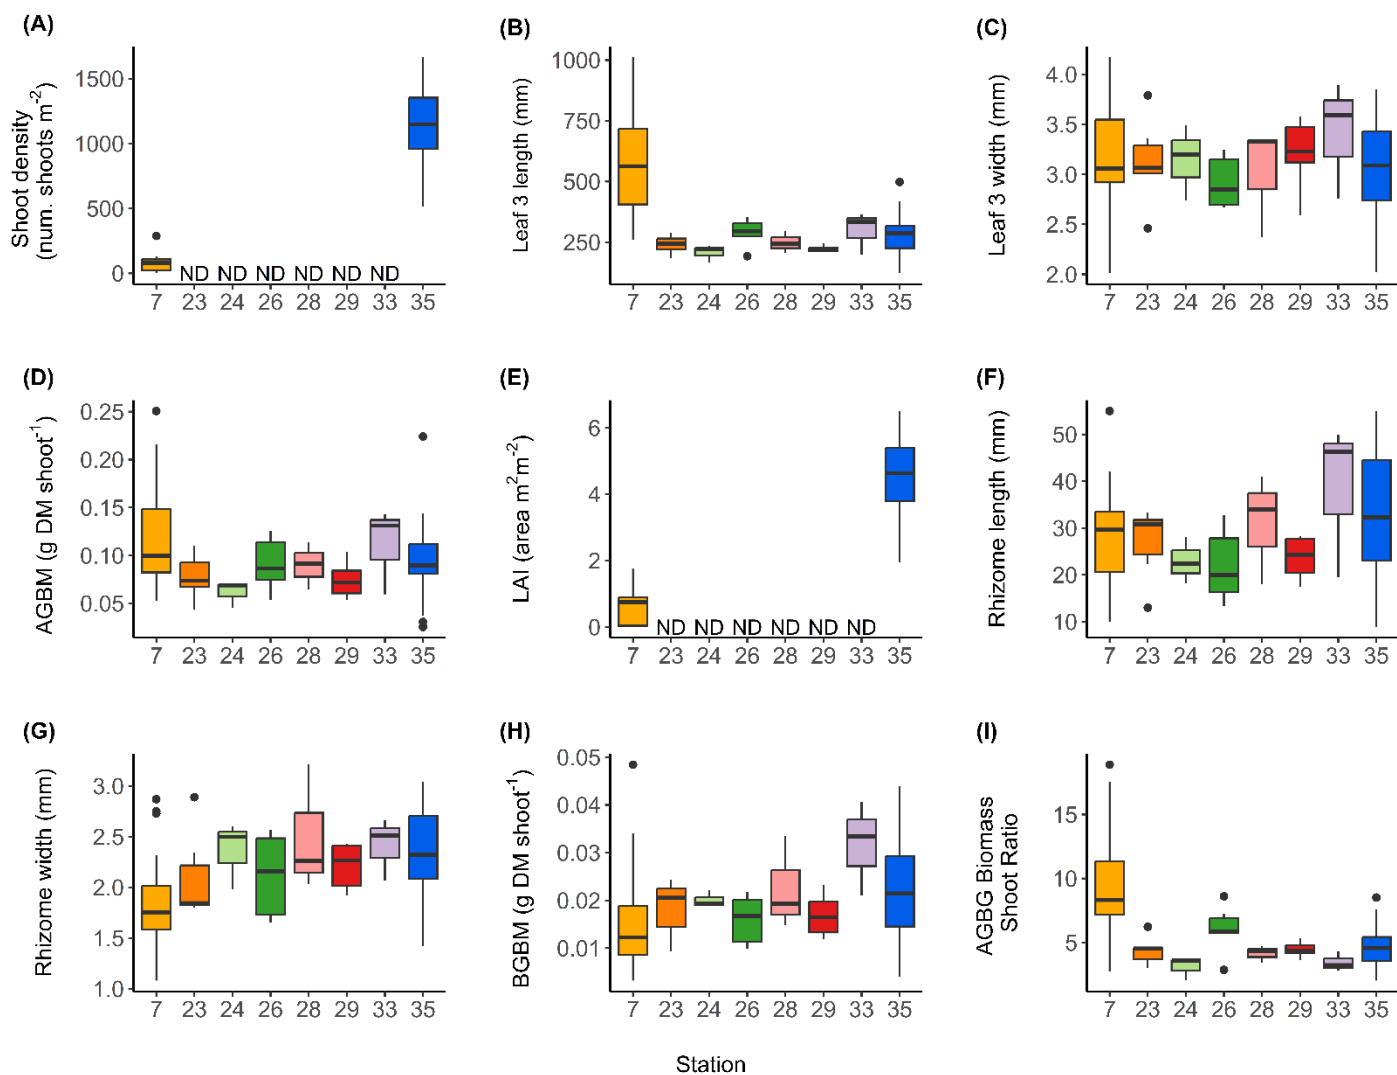 (A)
Shoot density
(num. shoots m⁻²)
1500
1000
500
0
ND ND ND ND ND ND
7 23 24 26 28 29 33 35
(B)
Leaf 3 length (mm)
1000
750
500
250
7 23 24 26 28 29 33 35
(C)
Leaf 3 width (mm)
4.0
3.5
3.0
2.5
2.0
7 23 24 26 28 29 33 35
(D)
AGBM (g DM shoot⁻¹)
0.25
0.20
0.15
0.10
0.05
7 23 24 26 28 29 33 35
(E)
LAI (area m²m⁻²)
6
4
2
0
ND ND ND ND ND ND
7 23 24 26 28 29 33 35
(F)
Rhizome length (mm)
50
40
30
20
10
7 23 24 26 28 29 33 35
(G)
Rhizome width (mm)
3.0
2.5
2.0
1.5
1.0
7 23 24 26 28 29 33 35
(H)
BGBM (g DM shoot⁻¹)
0.05
0.04
0.03
0.02
0.01
7 23 24 26 28 29 33 35
(I)
AGBG Biomass
Shoot Ratio
15
10
5
7 23 24 26 28 29 33 35
Station